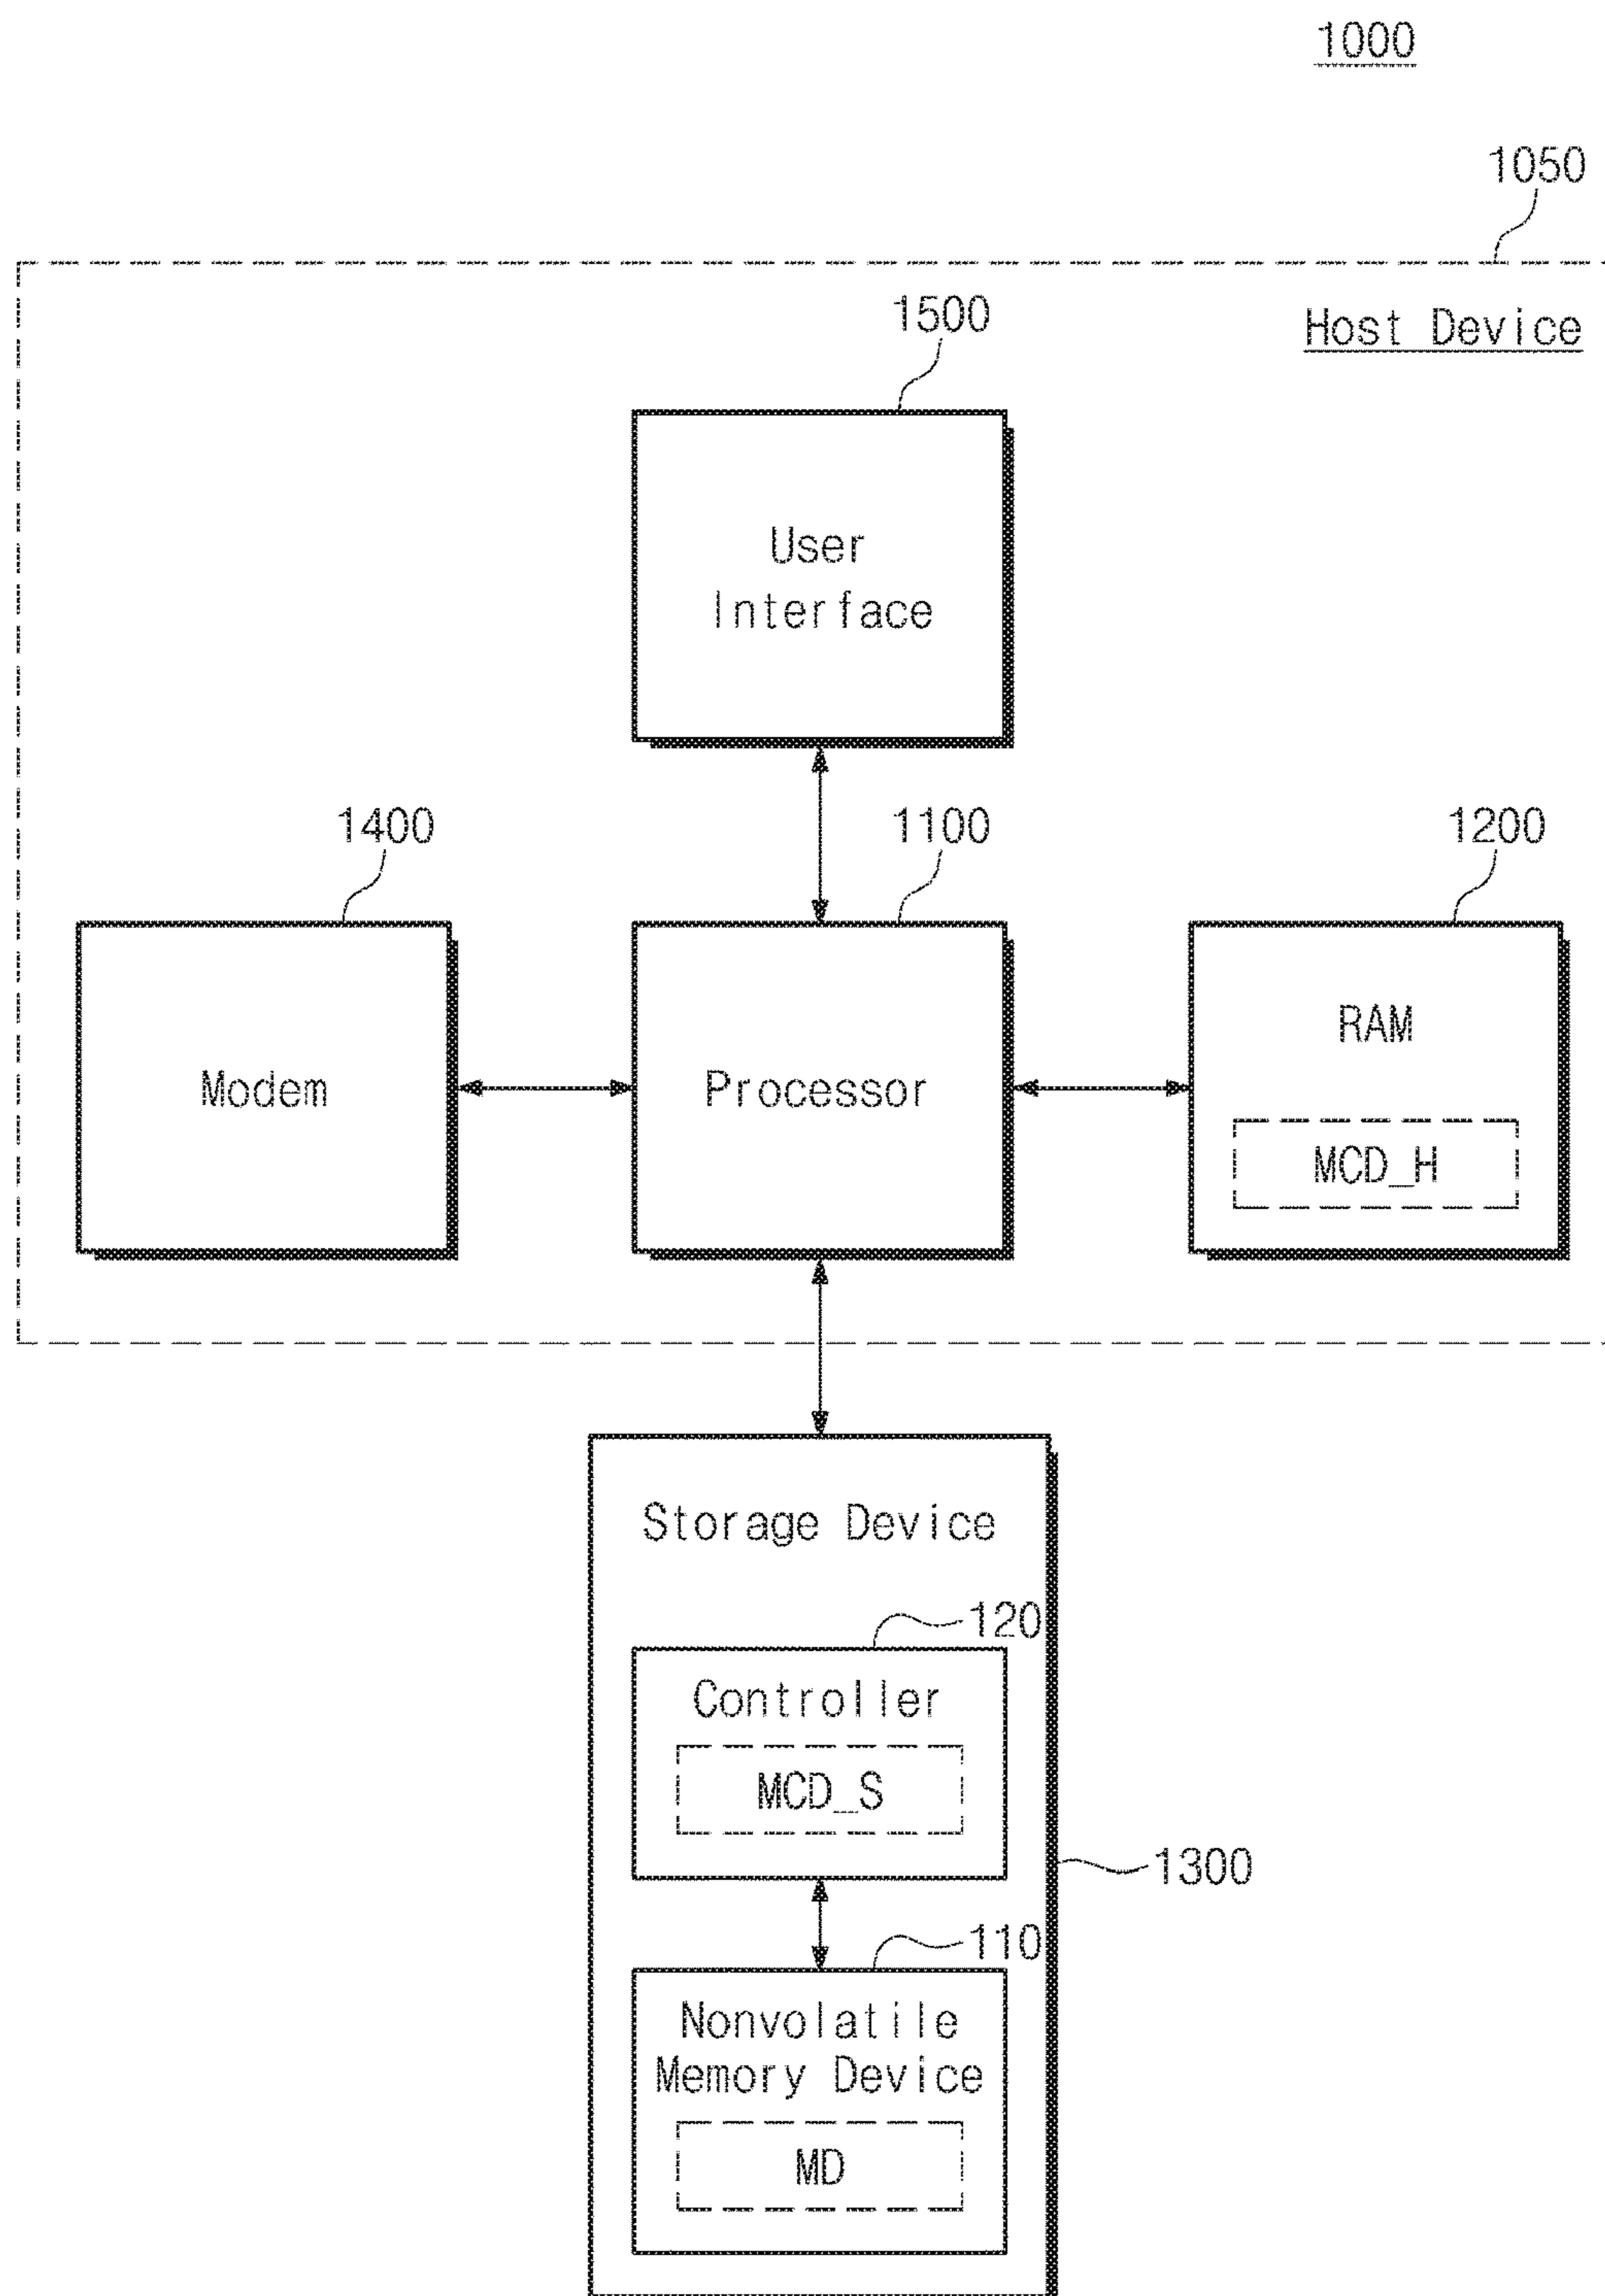 1000
1050
Host Device
1500
User
Interface
1400
1100
1200
Modem
Processor
RAM
MCD_H
Storage Device
120
Controller
MCD_S
1300
110
Nonvolatile
Memory Device
MD